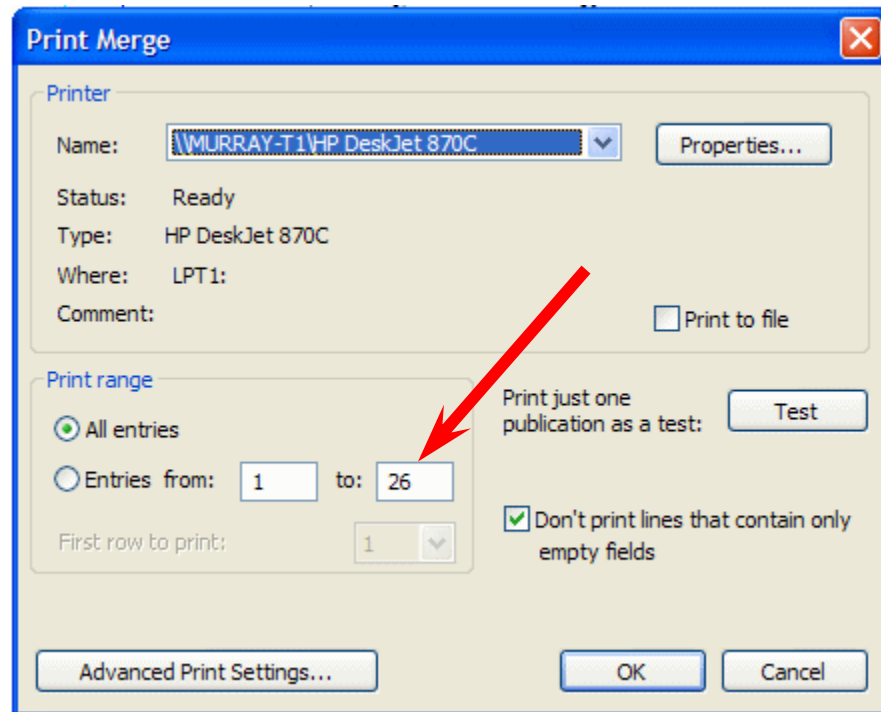 Print Merge
Printer
Name: \\MURRAY-T1\HP DeskJet 870C Properties...
Status: Ready
Type: HP DeskJet 870C
Where: LPT1:
Comment:
Print to file
Print range
All entries
Entries from: 1 to: 26
First row to print: 1
Print just one
publication as a test: Test
Don't print lines that contain only
empty fields
Advanced Print Settings... OK Cancel